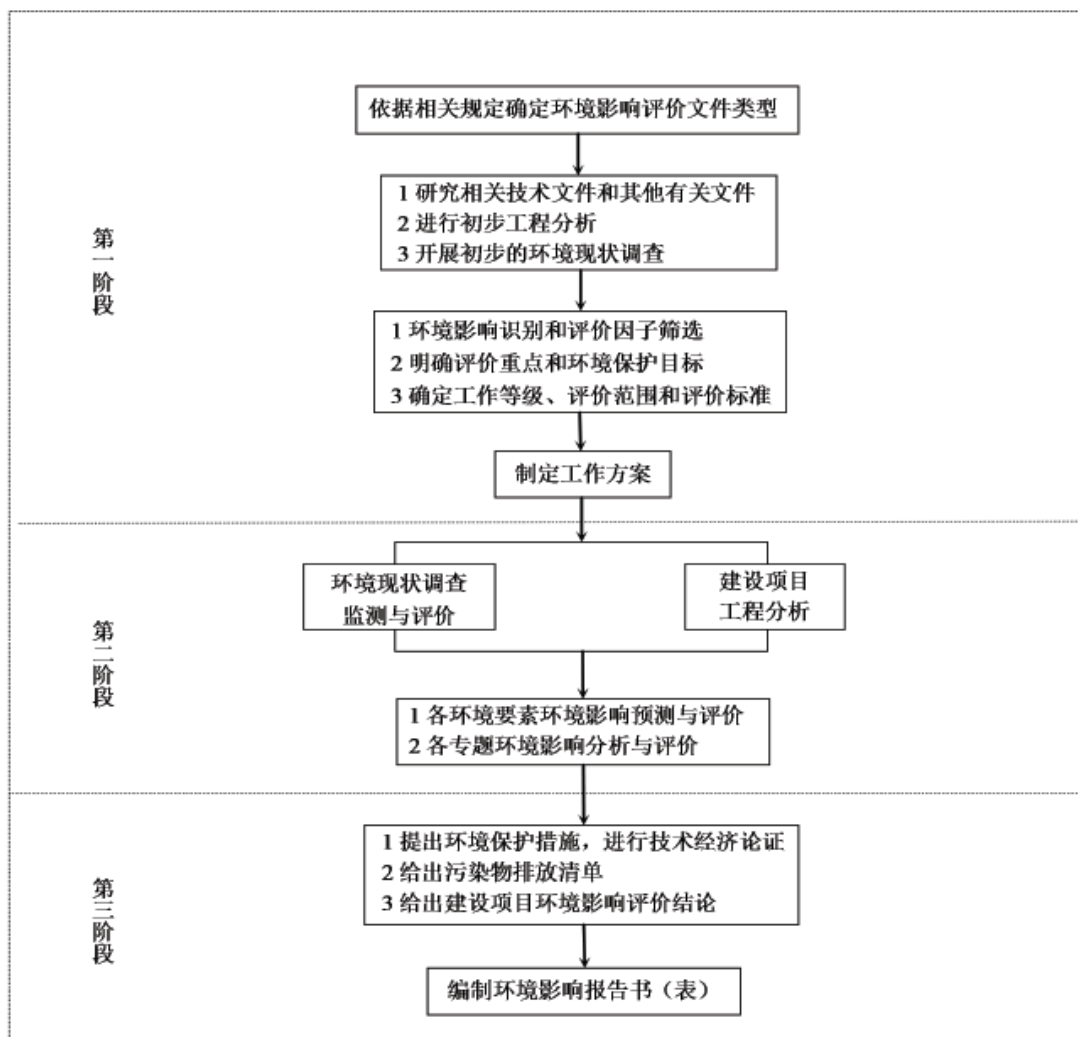 依据相关规定确定环境影响评价文件类型
1 研究相关技术文件和其他有关文件
2 进行初步工程分析
3 开展初步的环境现状调查
第一阶段
1 环境影响识别和评价因子筛选
2 明确评价重点和环境保护目标
3 确定工作等级、评价范围和评价标准
制定工作方案
环境现状调查
监测与评价
建设项目
工程分析
第二阶段
1 各环境要素环境影响预测与评价
2 各专题环境影响分析与评价
1 提出环境保护措施，进行技术经济论证
2 给出污染物排放清单
3 给出建设项目环境影响评价结论
第三阶段
编制环境影响报告书（表）